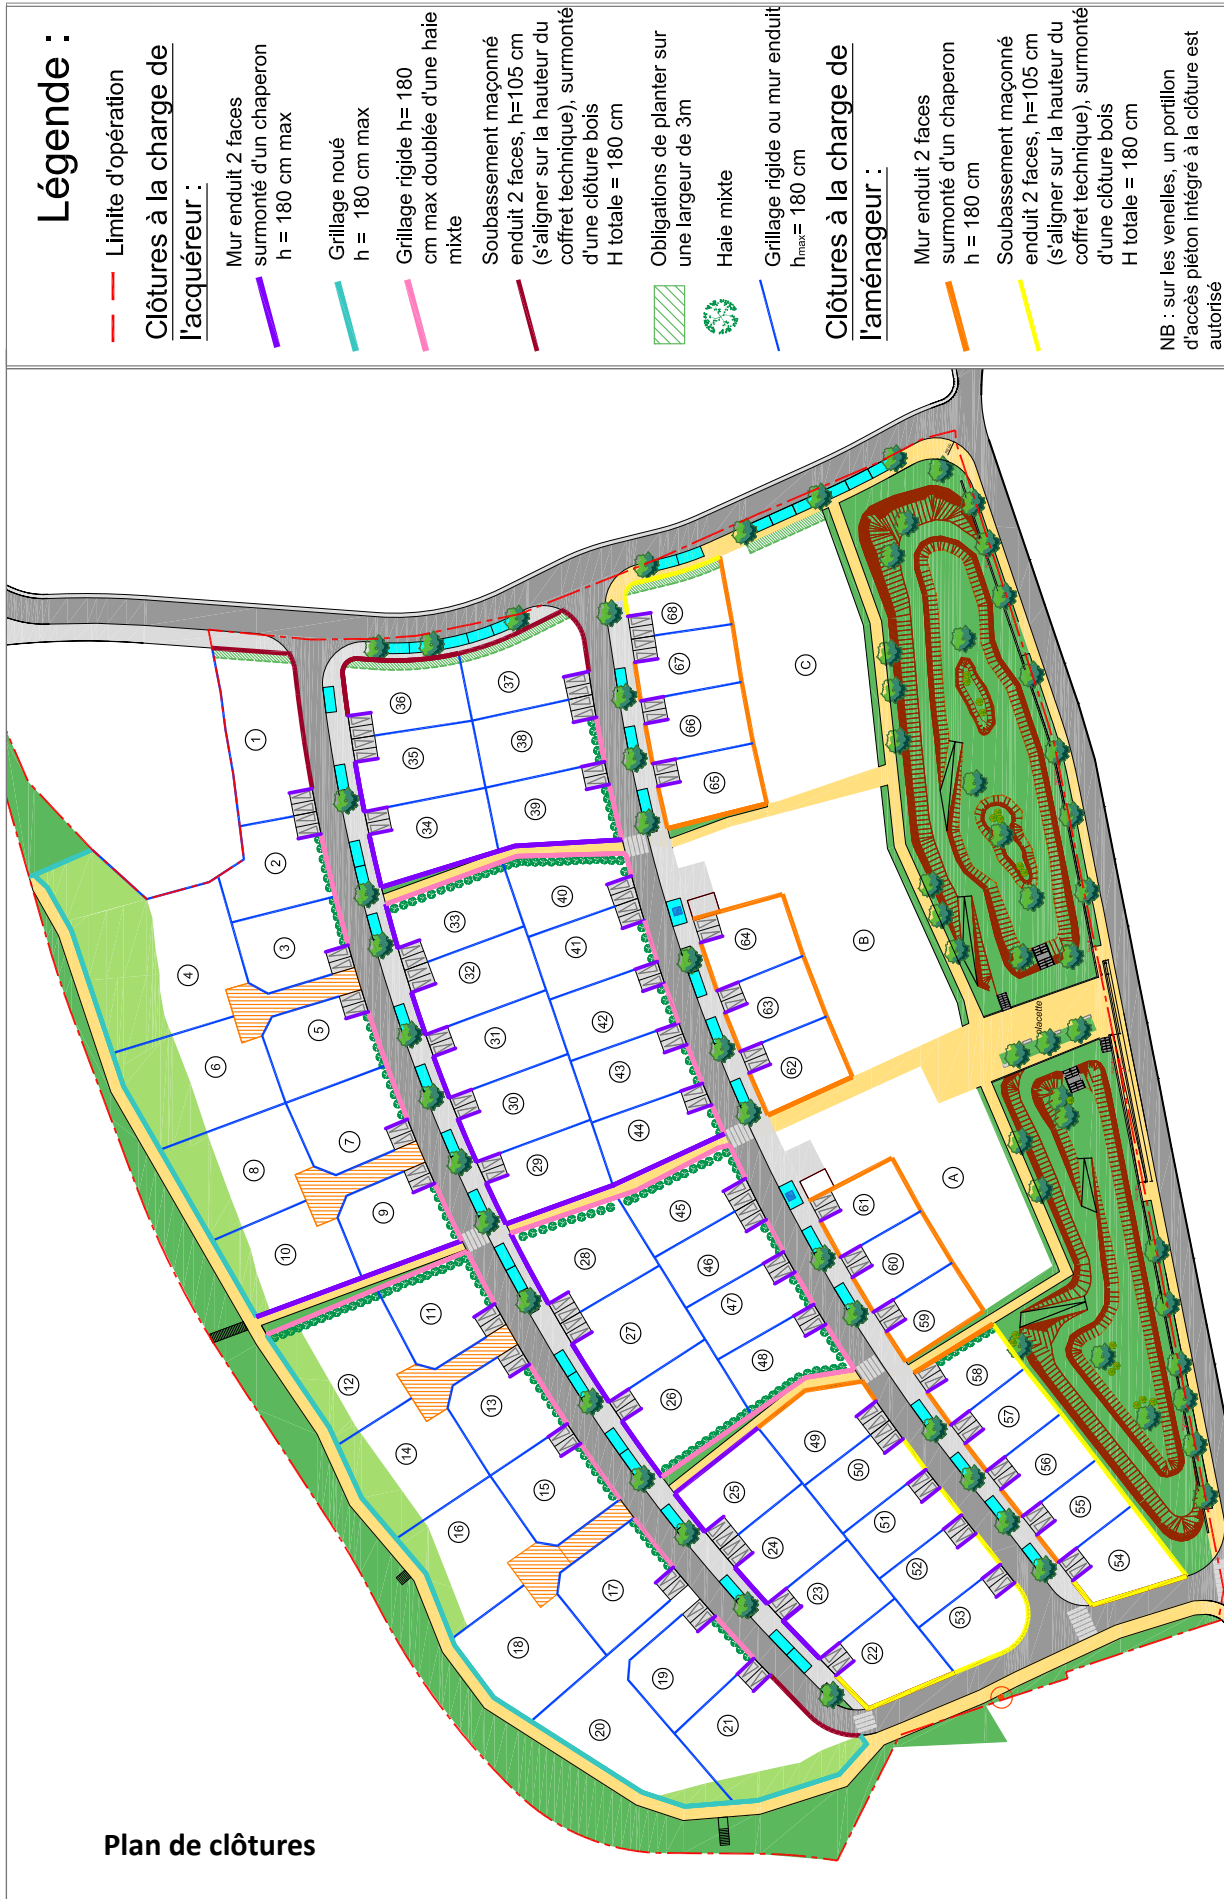 Légende :
Limite d'opération
Clôtures à la charge de
l'acquéreur :
Mur enduit 2 faces
surmonté d'un chaperon
h = 180 cm max
Grillage noué
h = 180 cm max
Grillage rigide h= 180
cm max doublée d'une haie
mixte
Soubassement maçonné
enduit 2 faces, h=105 cm
(s'aligner sur la hauteur du
coffret technique), surmonté
d'une clôture bois
H totale = 180 cm
Obligations de planter sur
une largeur de 3m
Haie mixte
Grillage rigide ou mur enduit
hmax= 180 cm
Clôtures à la charge de
l'aménageur :
Mur enduit 2 faces
surmonté d'un chaperon
h = 180 cm
Soubassement maçonné
enduit 2 faces, h=105 cm
(s'aligner sur la hauteur du
coffret technique), surmonté
d'une clôture bois
H totale = 180 cm
NB : sur les venelles, un portillon
d'accès piéton intégré à la clôture est
autorisé
1
2
3
4
5
6
7
8
9
10
11
12
13
14
15
16
17
18
19
20
21
22
23
24
25
26
27
28
29
30
31
32
33
34
35
36
37
38
39
40
41
42
43
44
45
46
47
48
49
50
51
52
53
54
55
56
57
58
59
60
61
62
63
64
65
66
67
68
A
B
C
placette
Plan de clôtures